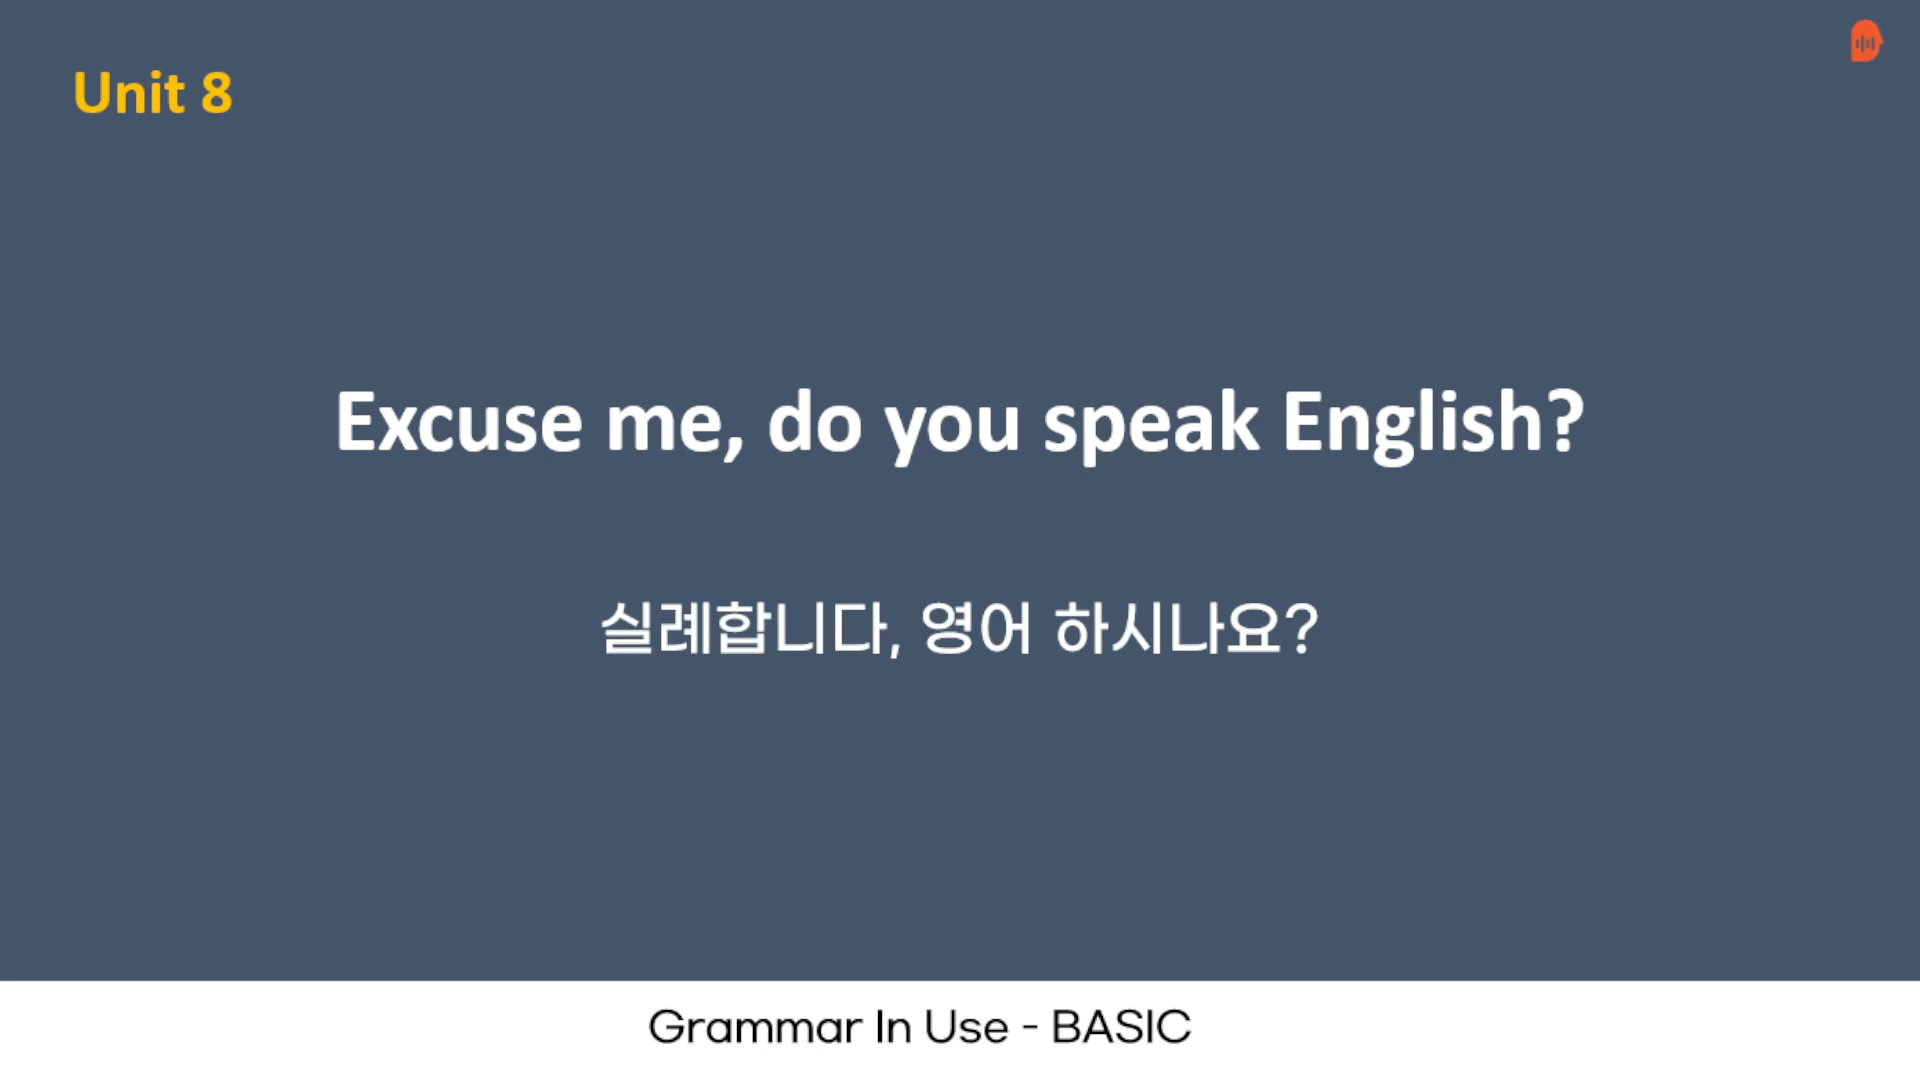 Unit 8
Excuse me, do you speak English?
실례합니다, 영어 하시나요?
Grammar In Use - BASIC